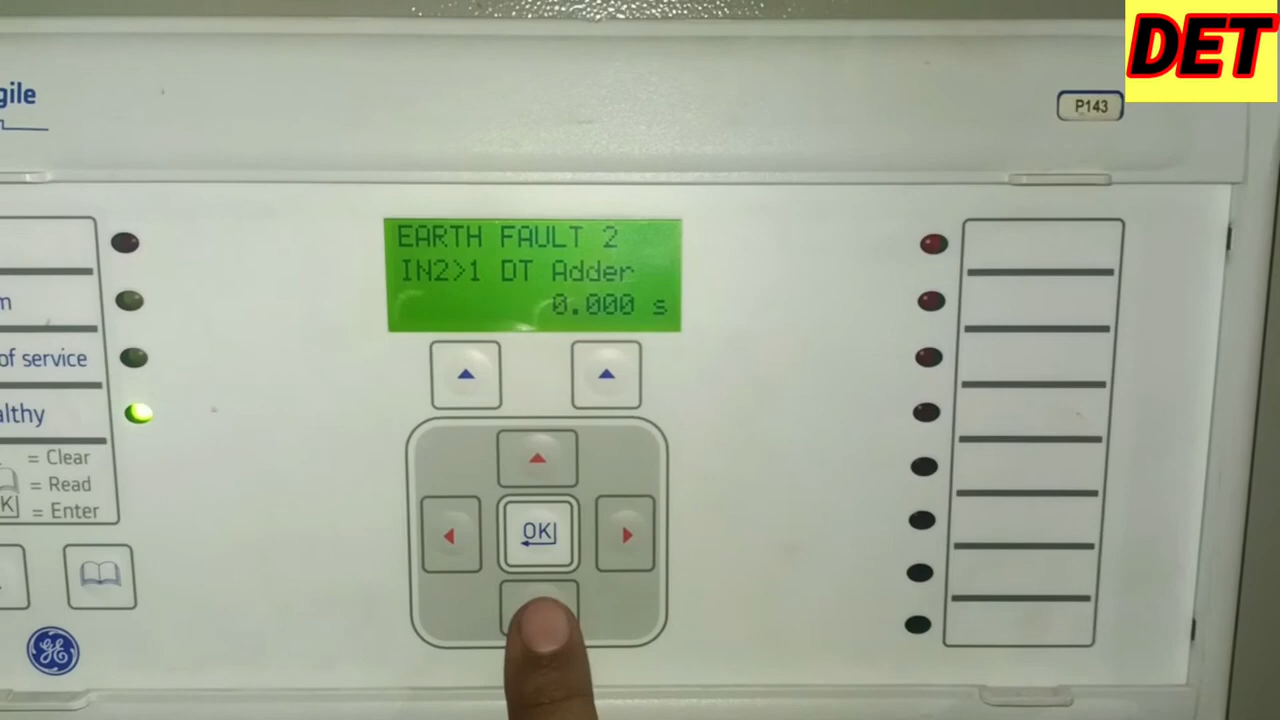 DET
gile
P143
EARTH FAULT 2
IN2>1 DT Adder
0.000 s
m
of service
althy
= Clear
= Read
K = Enter
OK
GE